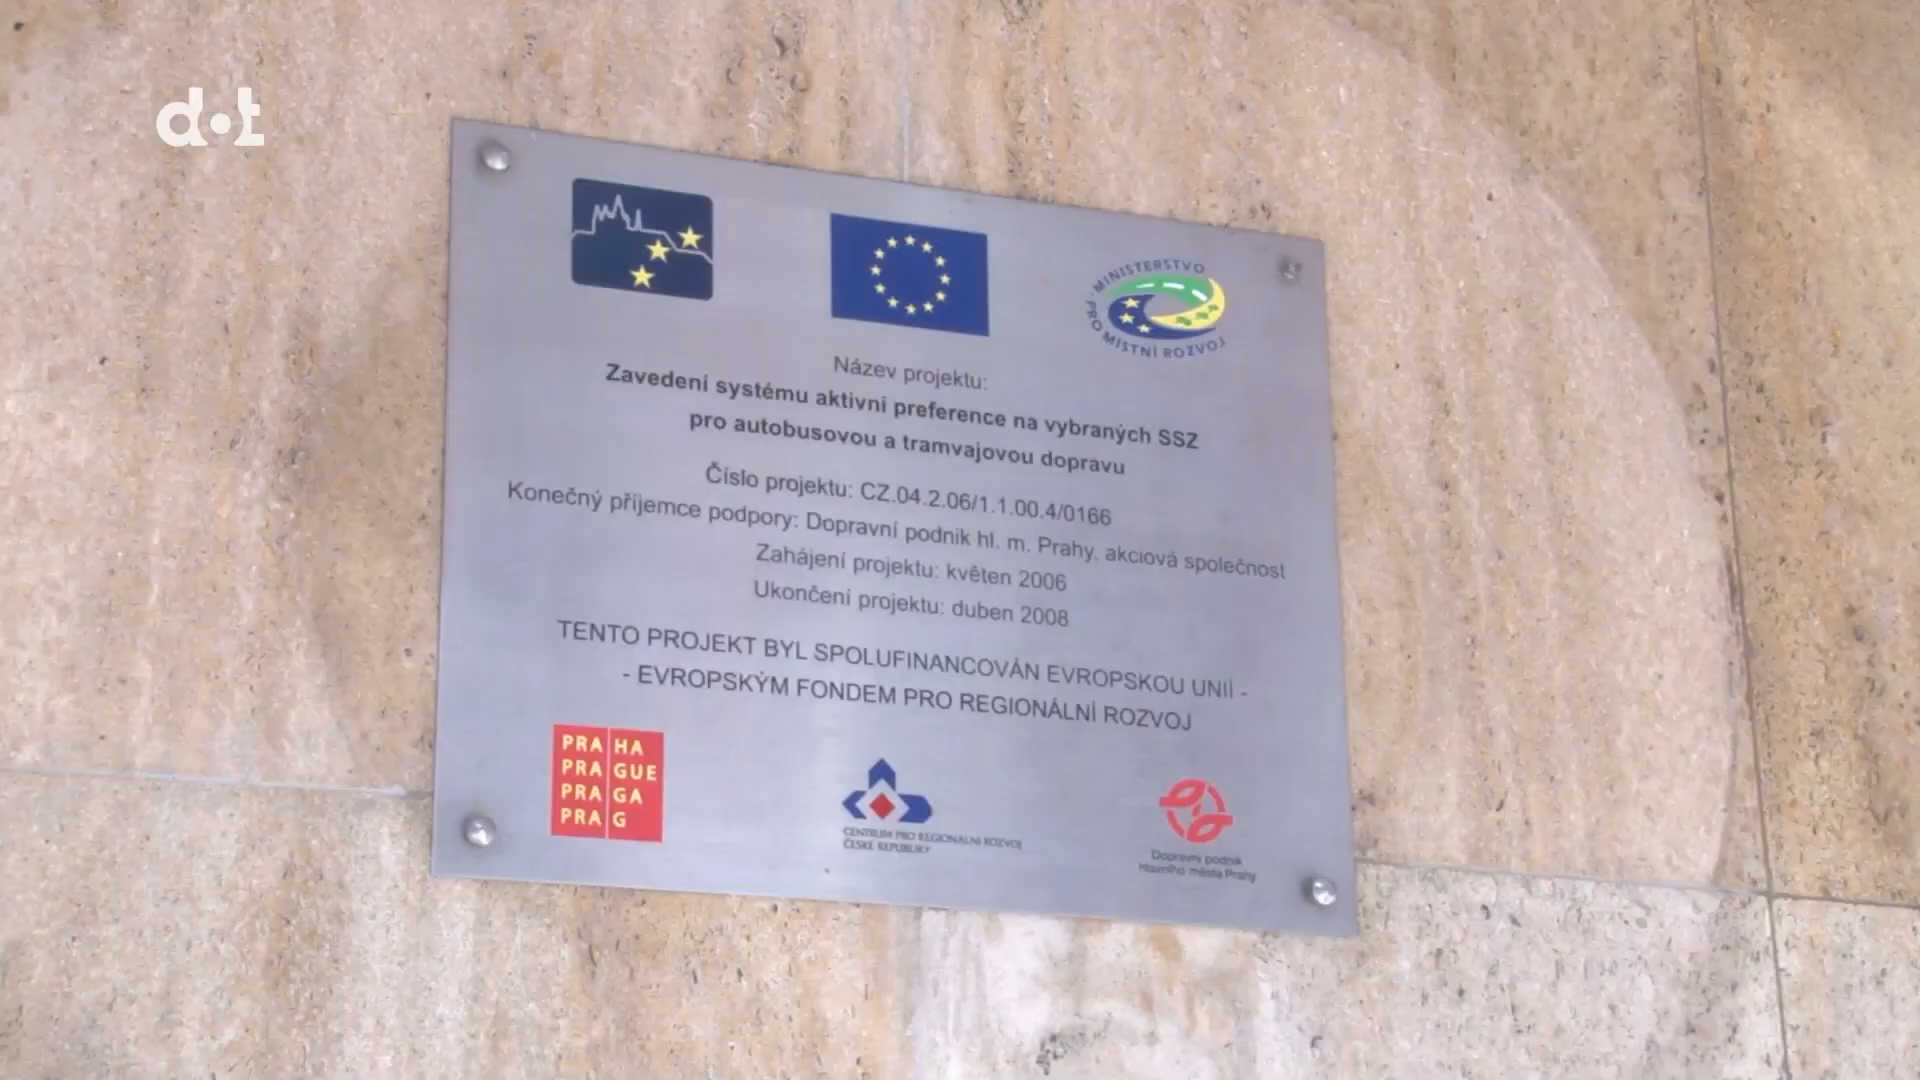 d·t
MINISTERSTVO
PRO MÍSTNÍ ROZVOJ
Název projektu:
Zavedení systému aktivní preference na vybraných SSZ
pro autobusovou a tramvajovou dopravu
Číslo projektu: CZ.04.2.06/1.1.00.4/0166
Konečný příjemce podpory: Dopravní podnik hl. m. Prahy, akciová společnost
Zahájení projektu: květen 2006
Ukončení projektu: duben 2008
TENTO PROJEKT BYL SPOLUFINANCOVÁN EVROPSKOU UNIÍ -
- EVROPSKÝM FONDEM PRO REGIONÁLNÍ ROZVOJ
PRA HA
PRA GUE
PRA GA
PRA G
CENTRUM PRO REGIONÁLNÍ ROZVOJ
ČESKÉ REPUBLIKY
Dopravní podnik
hlavního města Prahy